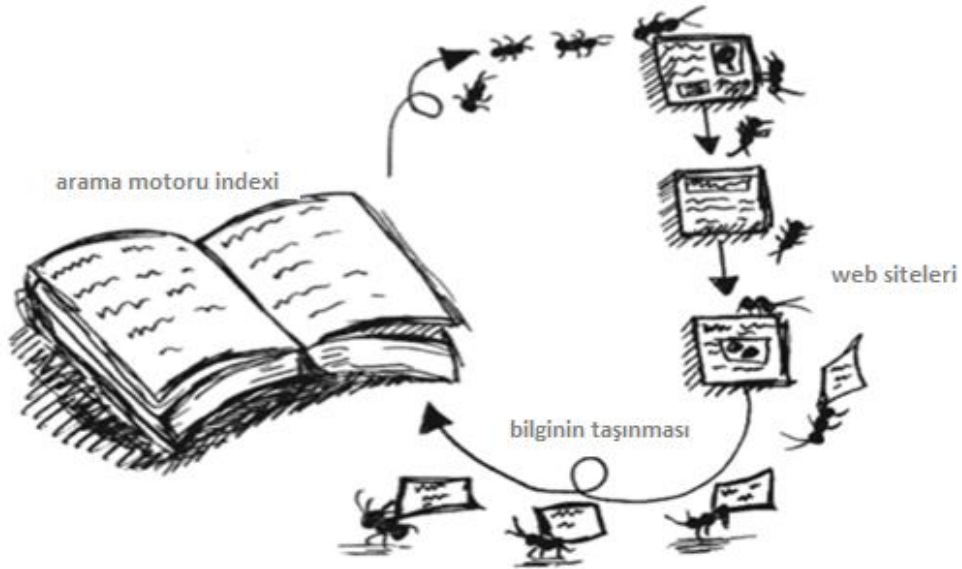 arama motoru indexi
web siteleri
bilginin taşınması